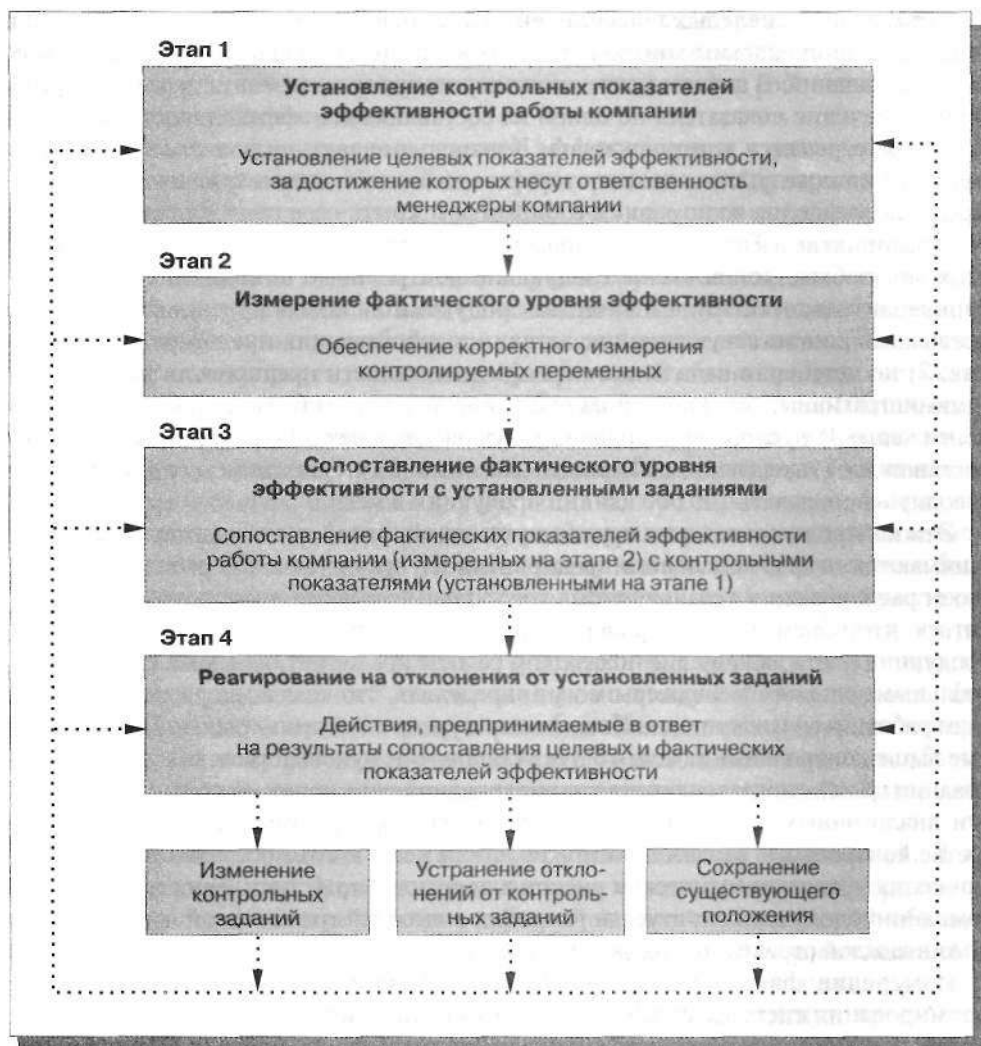 Этап 1
Установление контрольных показателей
эффективности работы компании
Установление целевых показателей эффективности,
за достижение которых несут ответственность
менеджеры компании
Этап 2
Измерение фактического уровня эффективности
Обеспечение корректного измерения
контролируемых переменных
Этап 3
Сопоставление фактического уровня
эффективности с установленными заданиями
Сопоставление фактических показателей эффективности
работы компании (измеренных на этапе 2) с контрольными
показателями (установленными на этапе 1)
Этап 4
Реагирование на отклонения от установленных заданий
Действия, предпринимаемые в ответ
на результаты сопоставления целевых и фактических
показателей эффективности
Изменение
контрольных
заданий
Устранение откло-
нений от контроль-
ных заданий
Сохранение
существующего
положения